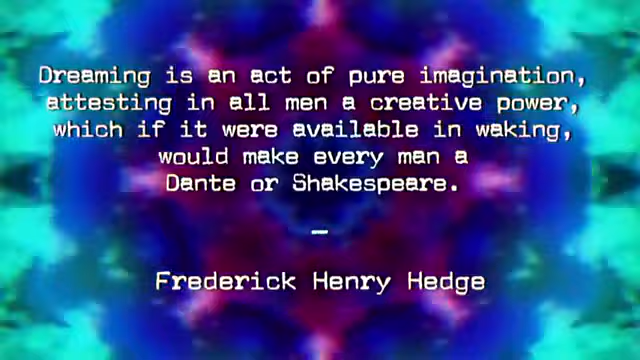 Dreaming is an act of pure imagination,
attesting in all men a creative power,
which if it were available in waking,
would make every man a
Dante or Shakespeare.
—
Frederick Henry Hedge